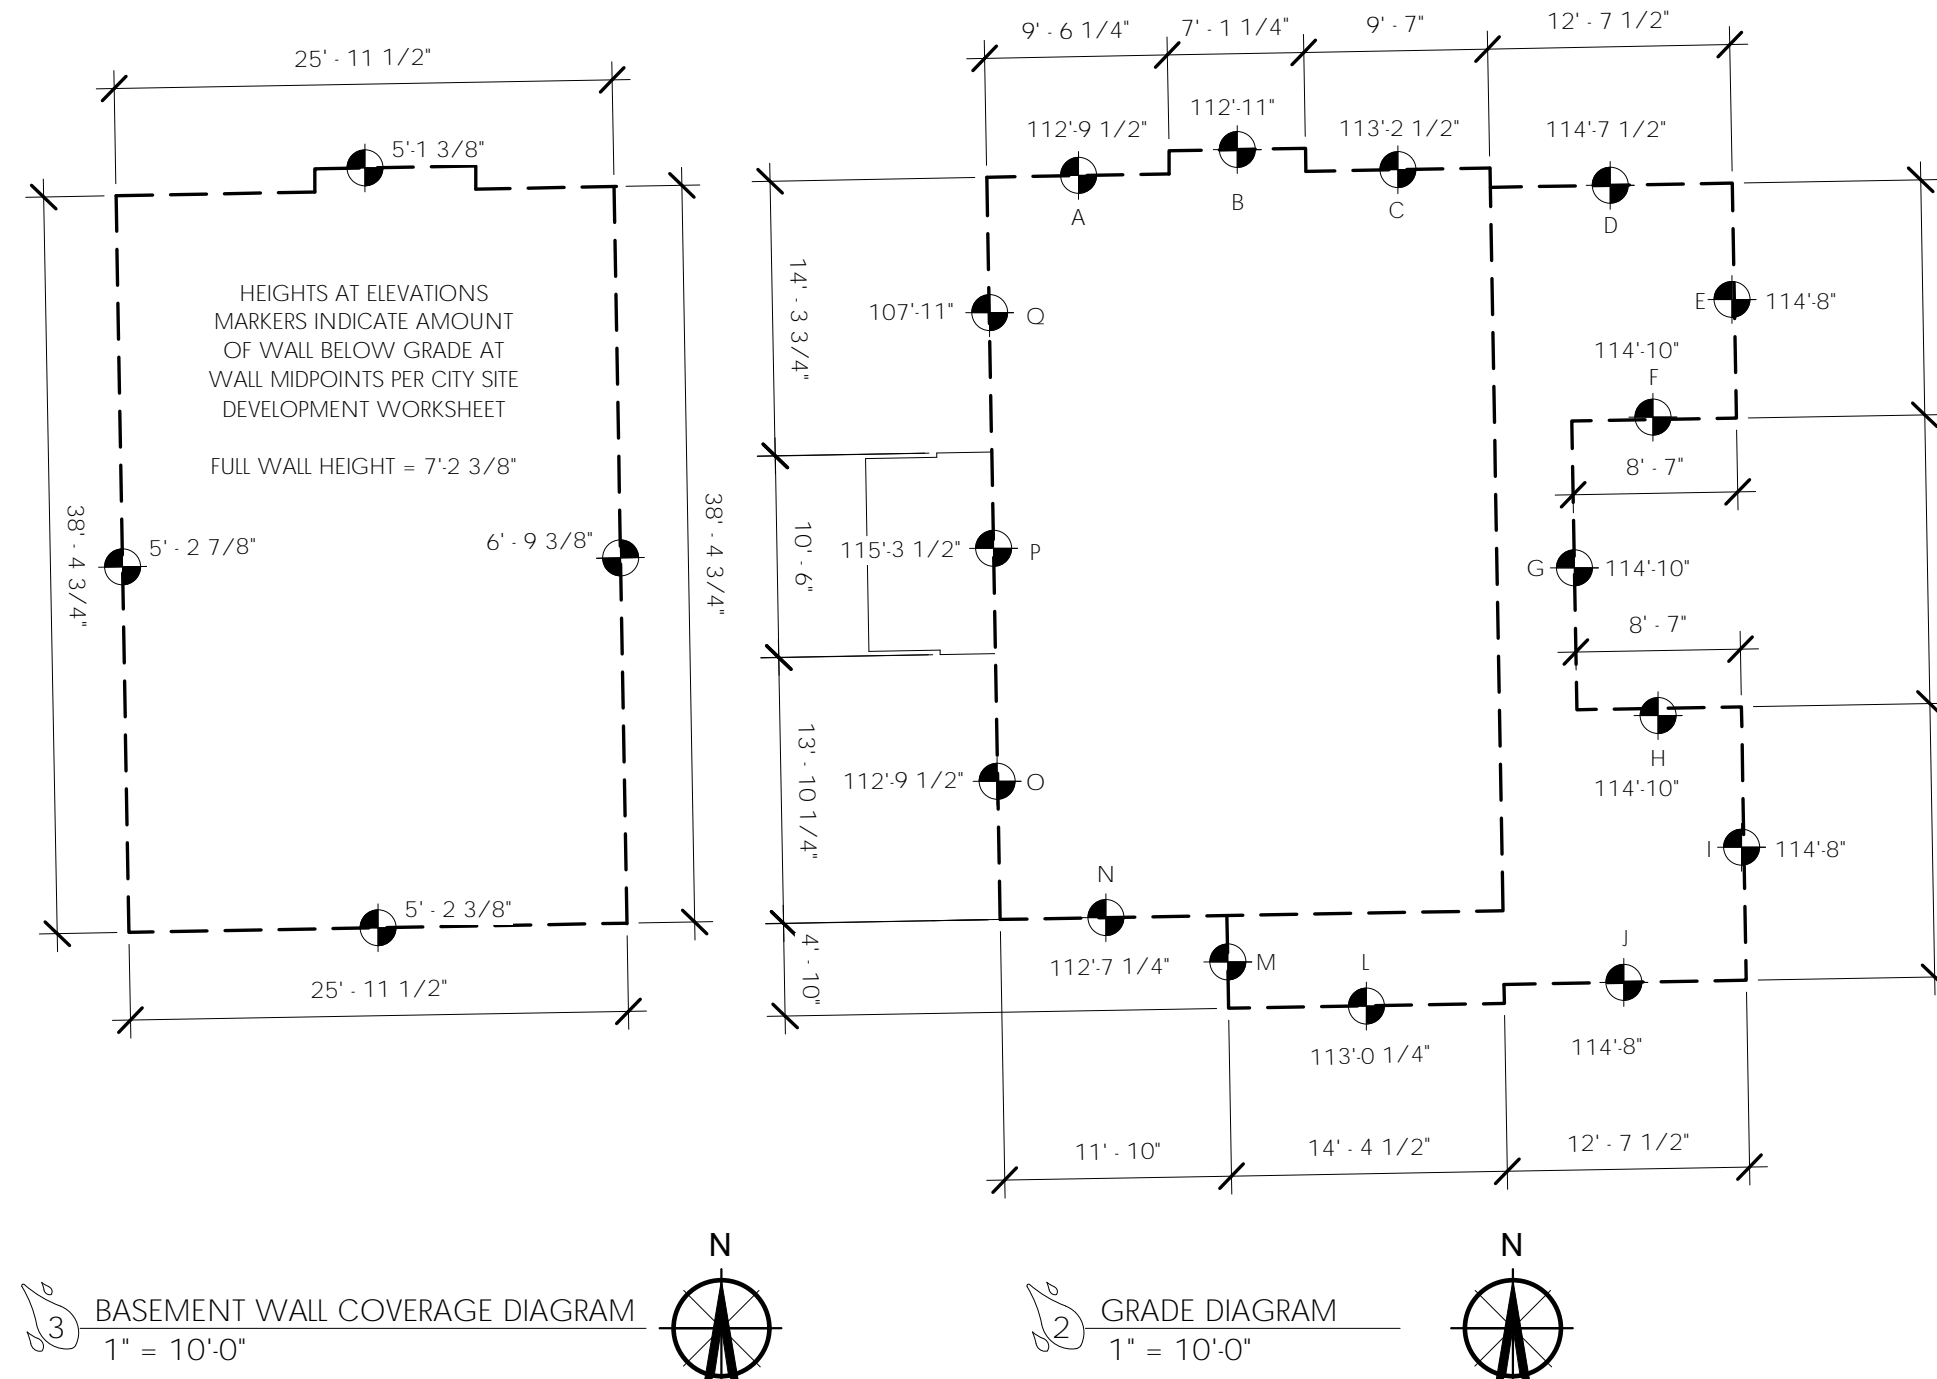 25' - 11 1/2"
5'-1 3/8"
HEIGHTS AT ELEVATIONS
MARKERS INDICATE AMOUNT
OF WALL BELOW GRADE AT
WALL MIDPOINTS PER CITY SITE
DEVELOPMENT WORKSHEET
FULL WALL HEIGHT = 7'-2 3/8"
38' - 4 3/4"
5' - 2 7/8"
6' - 9 3/8"
38' - 4 3/4"
5' - 2 3/8"
25' - 11 1/2"
N
3
BASEMENT WALL COVERAGE DIAGRAM
1" = 10'-0"
9' - 6 1/4"
7' - 1 1/4"
9' - 7"
12' - 7 1/2"
112'-9 1/2"
112'-11"
113'-2 1/2"
114'-7 1/2"
A
B
C
D
14' - 3 3/4"
107'-11"
Q
E
114'-8"
114'-10"
F
8' - 7"
10' - 6"
115'-3 1/2"
P
G
114'-10"
8' - 7"
13' - 10 1/4"
112'-9 1/2"
O
H
114'-10"
I
114'-8"
N
112'-7 1/4"
4' - 10"
M
L
J
113'-0 1/4"
114'-8"
11' - 10"
14' - 4 1/2"
12' - 7 1/2"
N
2
GRADE DIAGRAM
1" = 10'-0"